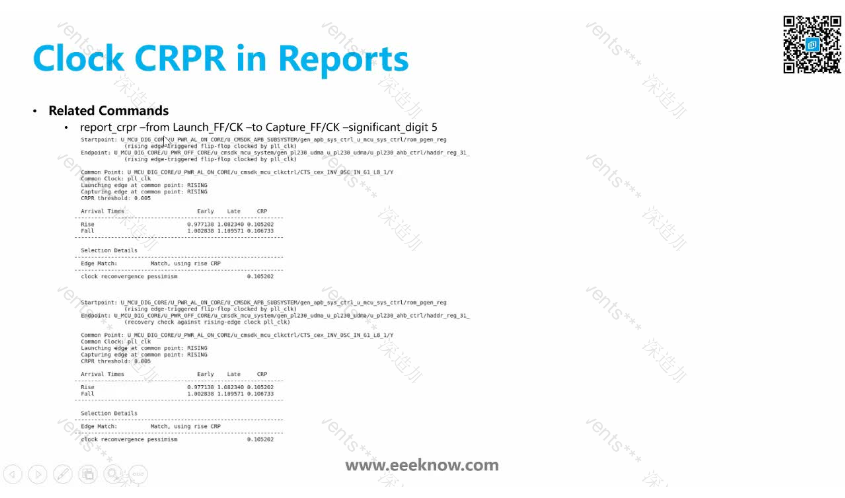 Clock CRPR in Reports
• Related Commands
• report_crpr –from Launch_FF/CK –to Capture_FF/CK –significant_digit 5
Startpoint: U_MCU_DIG_CORE/U_PWR_AL_ON_CORE/U_CMSDK_APB_SUBSYSTEM/gen_apb_sys_ctrl_u_mcu_sys_ctrl/rom_pgen_reg
(rising edge-triggered flip-flop clocked by pll_clk)
Endpoint: U_MCU_DIG_CORE/U_PWR_OFF_CORE/u_cmsdk_mcu_system/gen_pl230_udma_u_pl230_udma/u_pl230_ahb_ctrl/haddr_reg_31_
(rising edge-triggered flip-flop clocked by pll_clk)
Common Point: U_MCU_DIG_CORE/U_PWR_AL_ON_CORE/u_cmsdk_mcu_clkctrl/CTS_cex_INV_OSC_IN_G1_L8_1/Y
Common Clock: pll_clk
Launching edge at common point: RISING
Capturing edge at common point: RISING
CRPR threshold: 0.005
Arrival Times Early Late CRP
Rise 0.977138 1.082340 0.105202
Fall 1.002838 1.109571 0.106733
Selection Details
Edge Match: Match, using rise CRP
clock reconvergence pessimism 0.105202
Startpoint: U_MCU_DIG_CORE/U_PWR_AL_ON_CORE/U_CMSDK_APB_SUBSYSTEM/gen_apb_sys_ctrl_u_mcu_sys_ctrl/rom_pgen_reg
(rising edge-triggered flip-flop clocked by pll_clk)
Endpoint: U_MCU_DIG_CORE/U_PWR_OFF_CORE/u_cmsdk_mcu_system/gen_pl230_udma_u_pl230_udma/u_pl230_ahb_ctrl/haddr_reg_31_
(recovery check against rising-edge clock pll_clk)
Common Point: U_MCU_DIG_CORE/U_PWR_AL_ON_CORE/u_cmsdk_mcu_clkctrl/CTS_cex_INV_OSC_IN_G1_L8_1/Y
Common Clock: pll_clk
Launching edge at common point: RISING
Capturing edge at common point: RISING
CRPR threshold: 0.005
Arrival Times Early Late CRP
Rise 0.977138 1.082340 0.105202
Fall 1.002838 1.109571 0.106733
Selection Details
Edge Match: Match, using rise CRP
clock reconvergence pessimism 0.105202
www.eeeknow.com